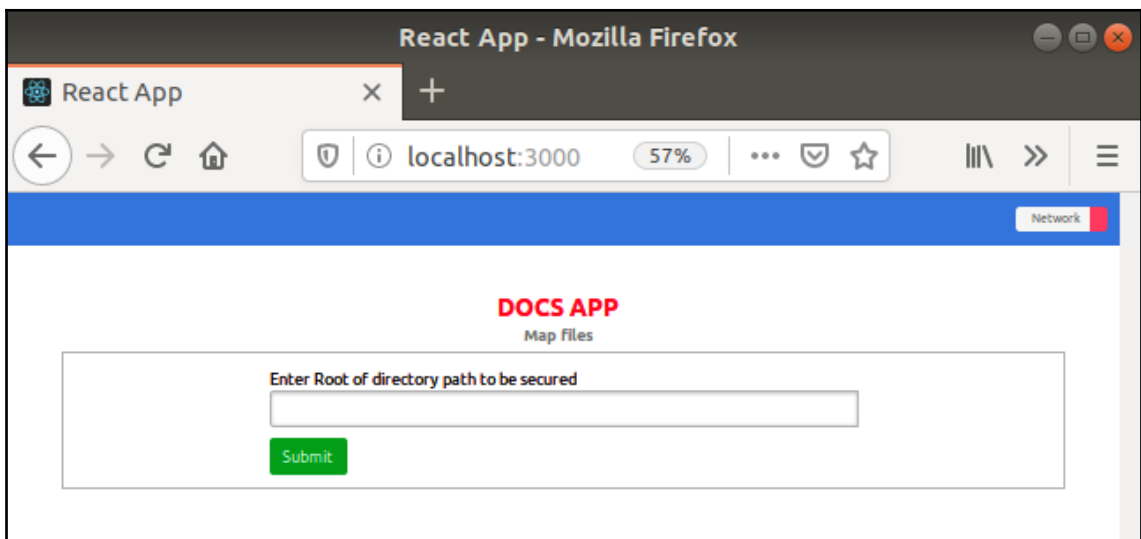 React App - Mozilla Firefox
React App
localhost:3000 57%
Network
DOCS APP
Map files
Enter Root of directory path to be secured
Submit